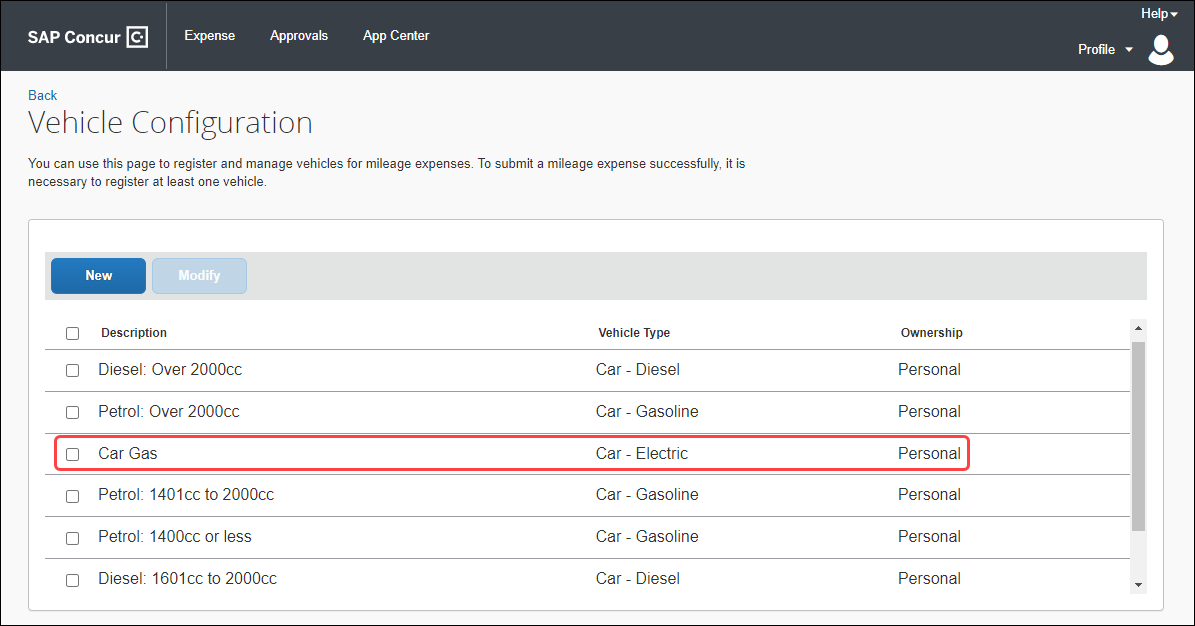 Help
SAP Concur C
Expense
Approvals
App Center
Profile
Back
Vehicle Configuration
You can use this page to register and manage vehicles for mileage expenses. To submit a mileage expense successfully, it is
necessary to register at least one vehicle.
New
Modify
Description Vehicle Type Ownership
Diesel: Over 2000cc Car - Diesel Personal
Petrol: Over 2000cc Car - Gasoline Personal
Car Gas Car - Electric Personal
Petrol: 1401cc to 2000cc Car - Gasoline Personal
Petrol: 1400cc or less Car - Gasoline Personal
Diesel: 1601cc to 2000cc Car - Diesel Personal